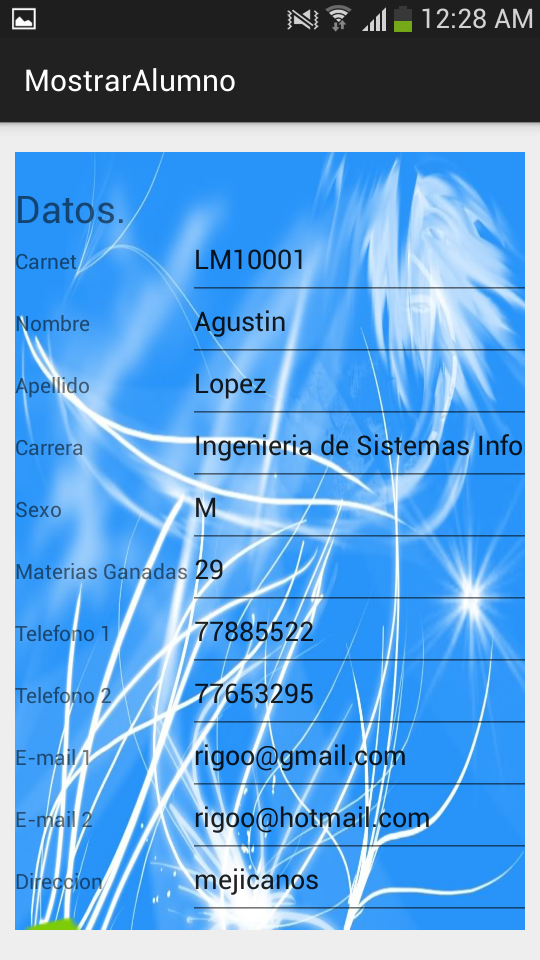 12:28 AM
MostrarAlumno
Datos.
Carnet LM10001
Nombre Agustin
Apellido Lopez
Carrera Ingenieria de Sistemas Info
Sexo M
Materias Ganadas 29
Telefono 1 77885522
Telefono 2 77653295
E-mail 1 rigoo@gmail.com
E-mail 2 rigoo@hotmail.com
Direccion mejicanos